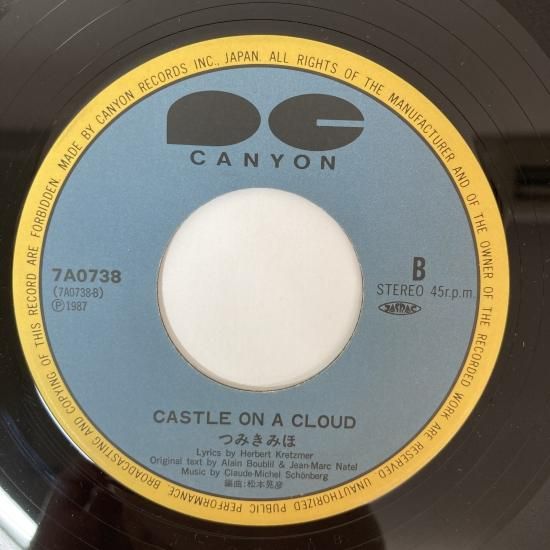 MADE BY CANYON RECORDS INC., JAPAN. ALL RIGHTS OF THE MANUFACTURER AND OF THE OWNER OF THE RECORDED WORK ARE RESERVED. UNAUTHORIZED PUBLIC PERFORMANCE, BROADCASTING AND COPYING OF THIS RECORD ARE FORBIDDEN.
CANYON
7A0738
(7A0738-B)
Ⓟ1987
B
STEREO 45r.p.m.
JASRAC
CASTLE ON A CLOUD
つみきみほ
Lyrics by Herbert Kretzmer
Original text by Alain Boublil & Jean-Marc Natel
Music by Claude-Michel Schönberg
編曲:松本晃彦